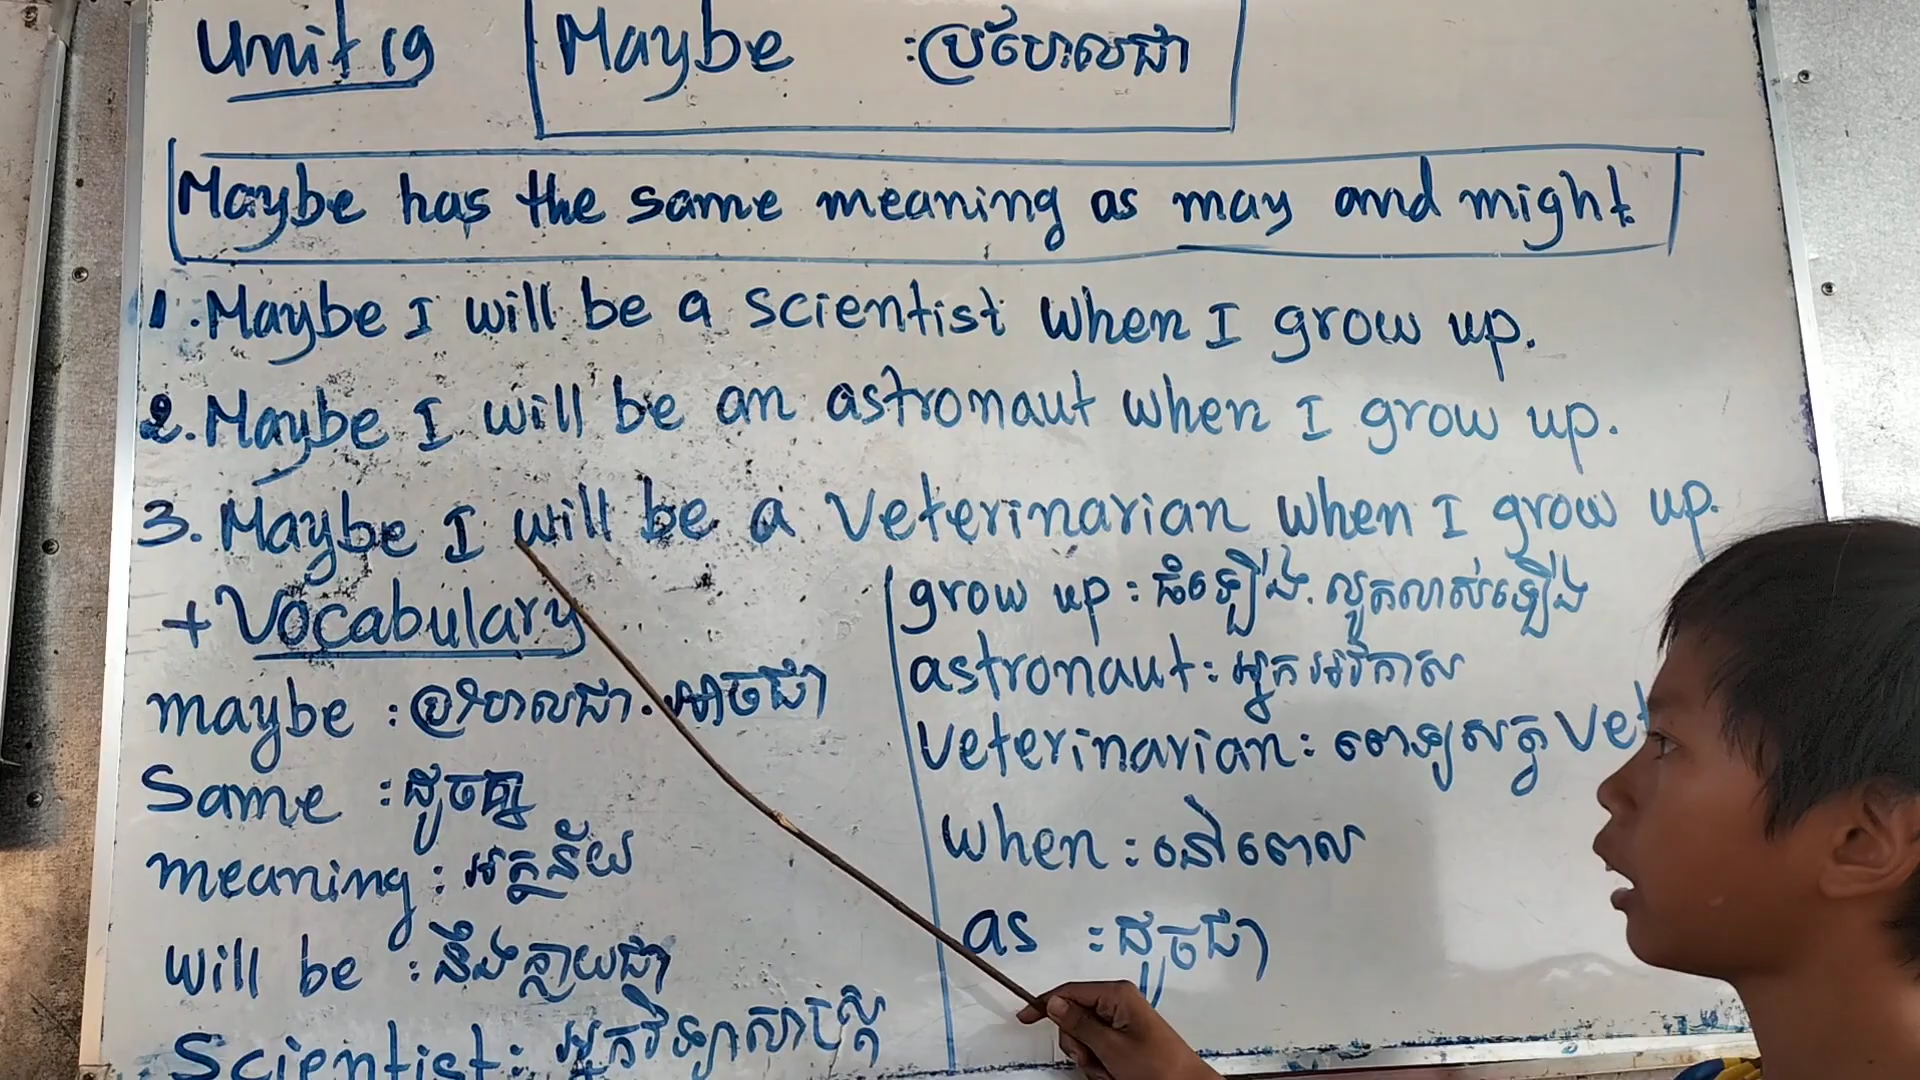 Unit 19
Maybe : ប្រហែលជា
Maybe has the same meaning as may and might.
1. Maybe I will be a scientist when I grow up.
2. Maybe I will be an astronaut when I grow up.
3. Maybe I will be a veterinarian when I grow up.
+ Vocabulary
maybe : ប្រហែលជា. អាចជា
Same : ដូចគ្នា
meaning : អត្ថន័យ
will be : នឹងក្លាយជា
Scientist : អ្នកវិទ្យាសាស្ត្រ
grow up : ធំឡើង. លូតលាស់ឡើង
astronaut : អ្នកអវកាស
veterinarian : ពេទ្យសត្វ Vet
when : នៅពេល
as : ដូចជា